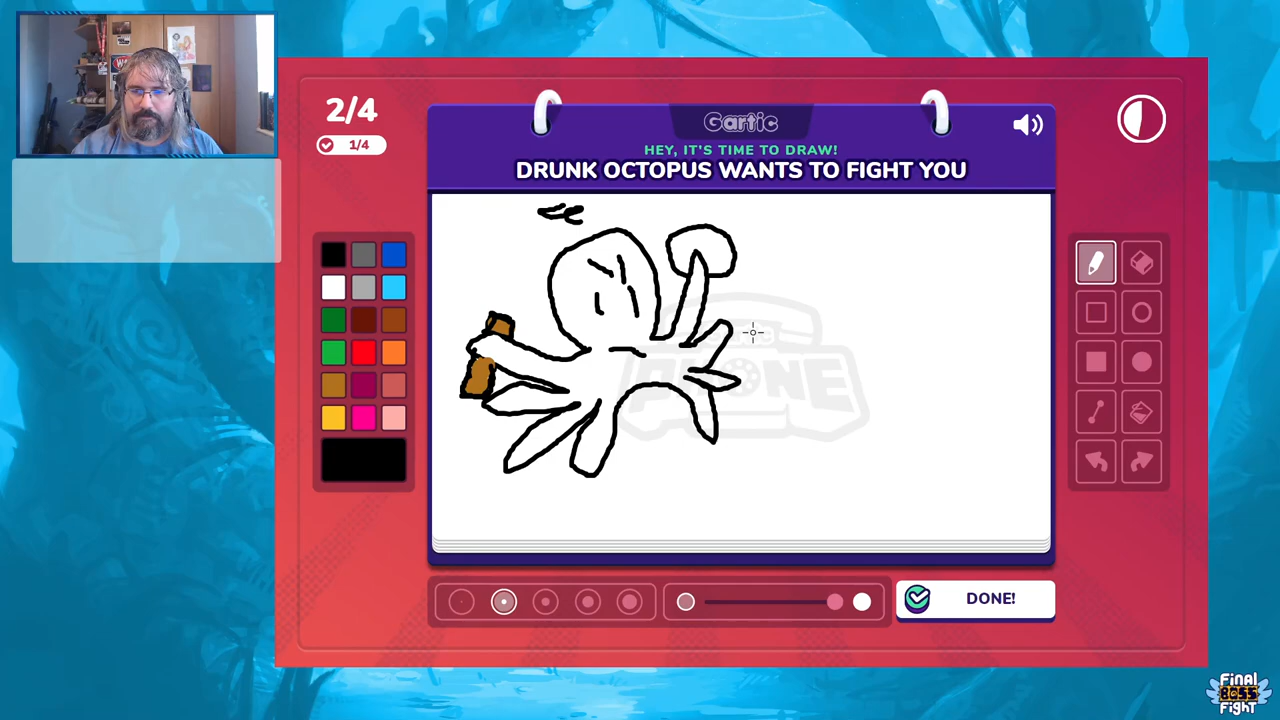 2/4
1/4
Gartic
HEY, IT'S TIME TO DRAW!
DRUNK OCTOPUS WANTS TO FIGHT YOU
PHONE
DONE!
FINAL
BOSS
FIGHT